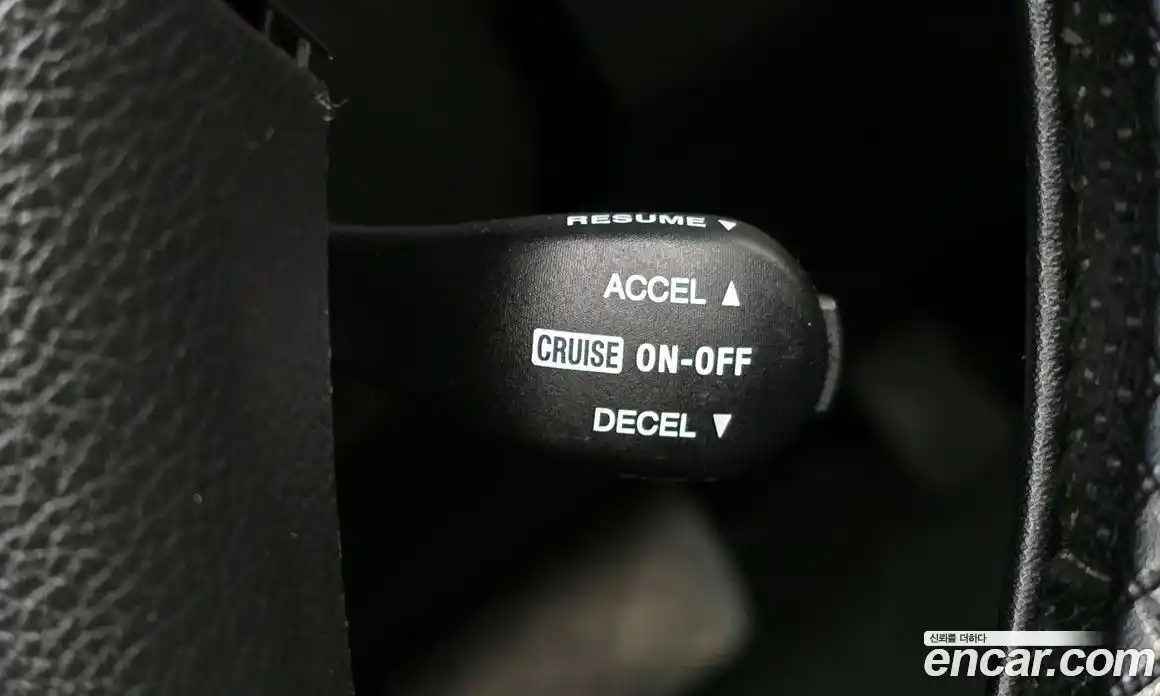 RESUME ▼
ACCEL ▲
CRUISE ON-OFF
DECEL ▼
신뢰를 더하다
encar.com